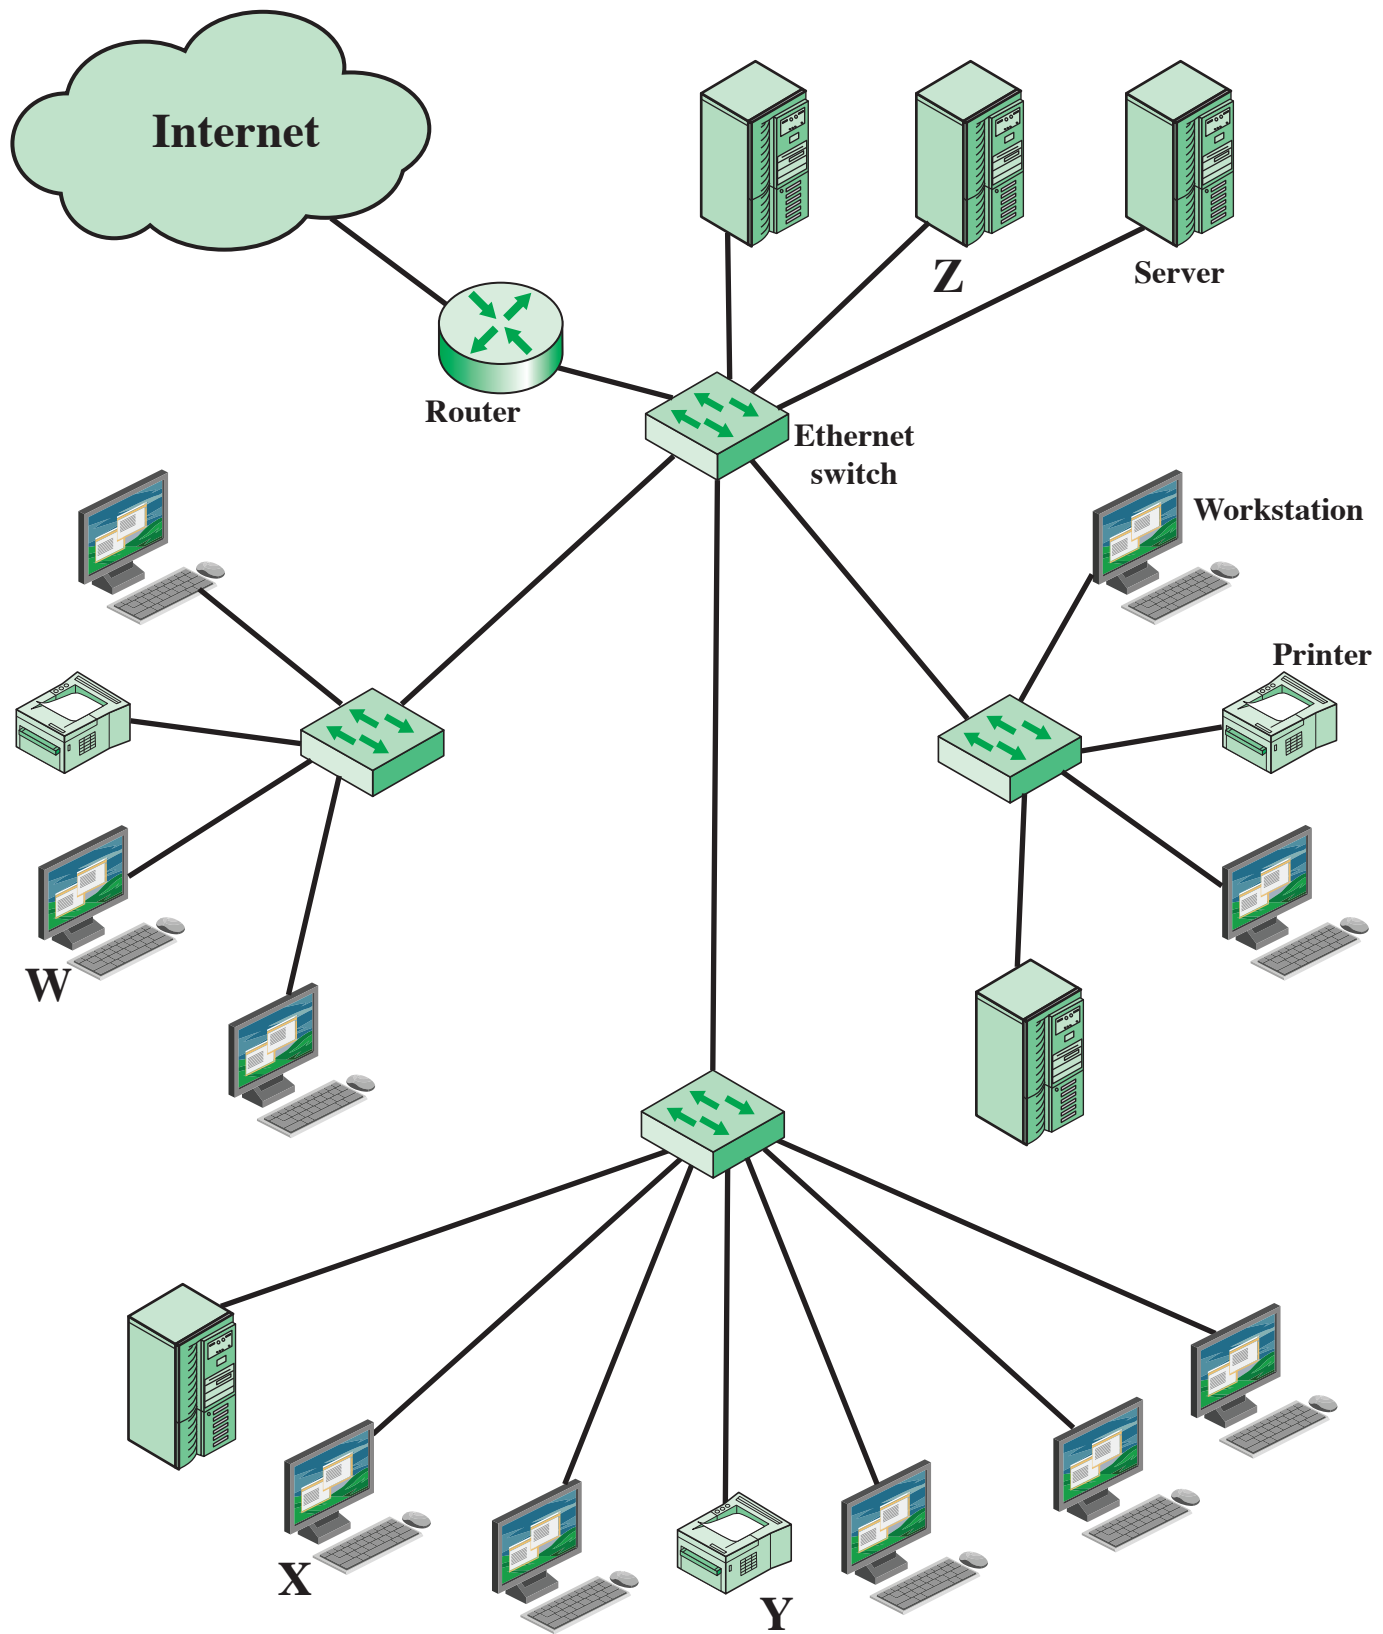 Internet
Z
Server
Router
Ethernet
switch
Workstation
Printer
W
X
Y